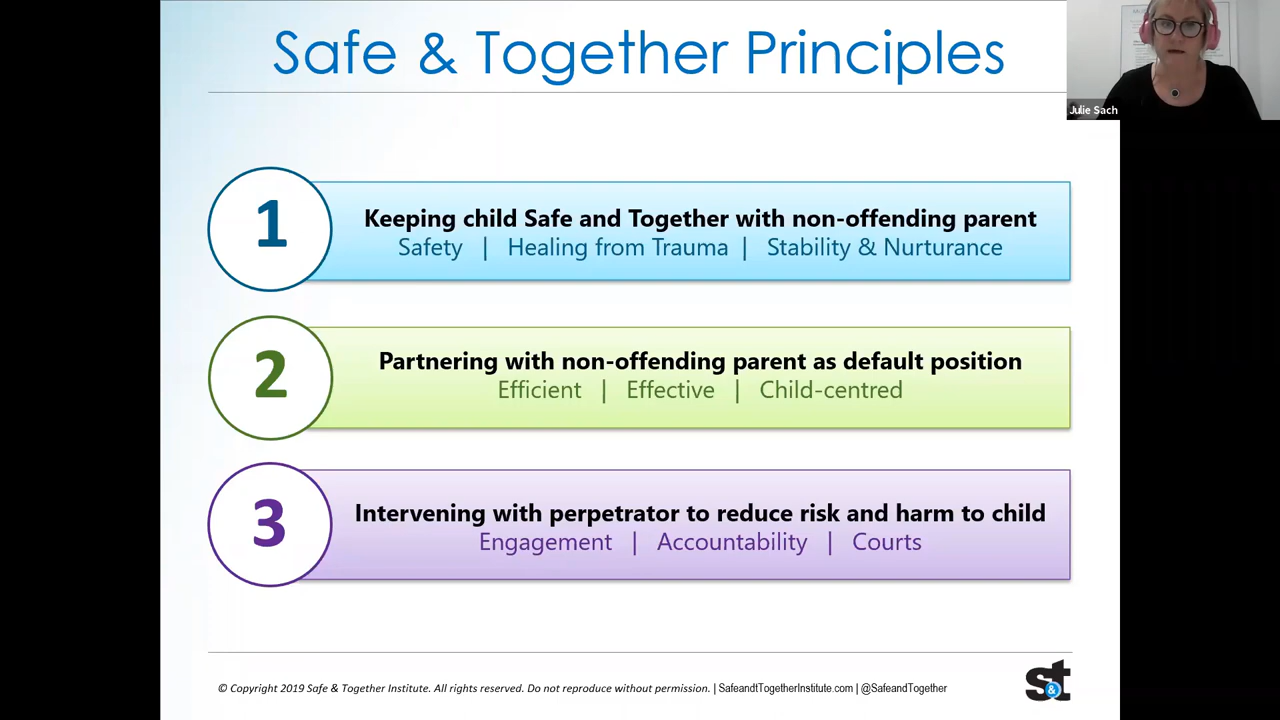 Safe & Together Principles
Julie Sach
1
Keeping child Safe and Together with non-offending parent
Safety | Healing from Trauma | Stability & Nurturance
2
Partnering with non-offending parent as default position
Efficient | Effective | Child-centred
3
Intervening with perpetrator to reduce risk and harm to child
Engagement | Accountability | Courts
© Copyright 2019 Safe & Together Institute. All rights reserved. Do not reproduce without permission. | SafeandtTogetherInstitute.com | @SafeandTogether
s&t